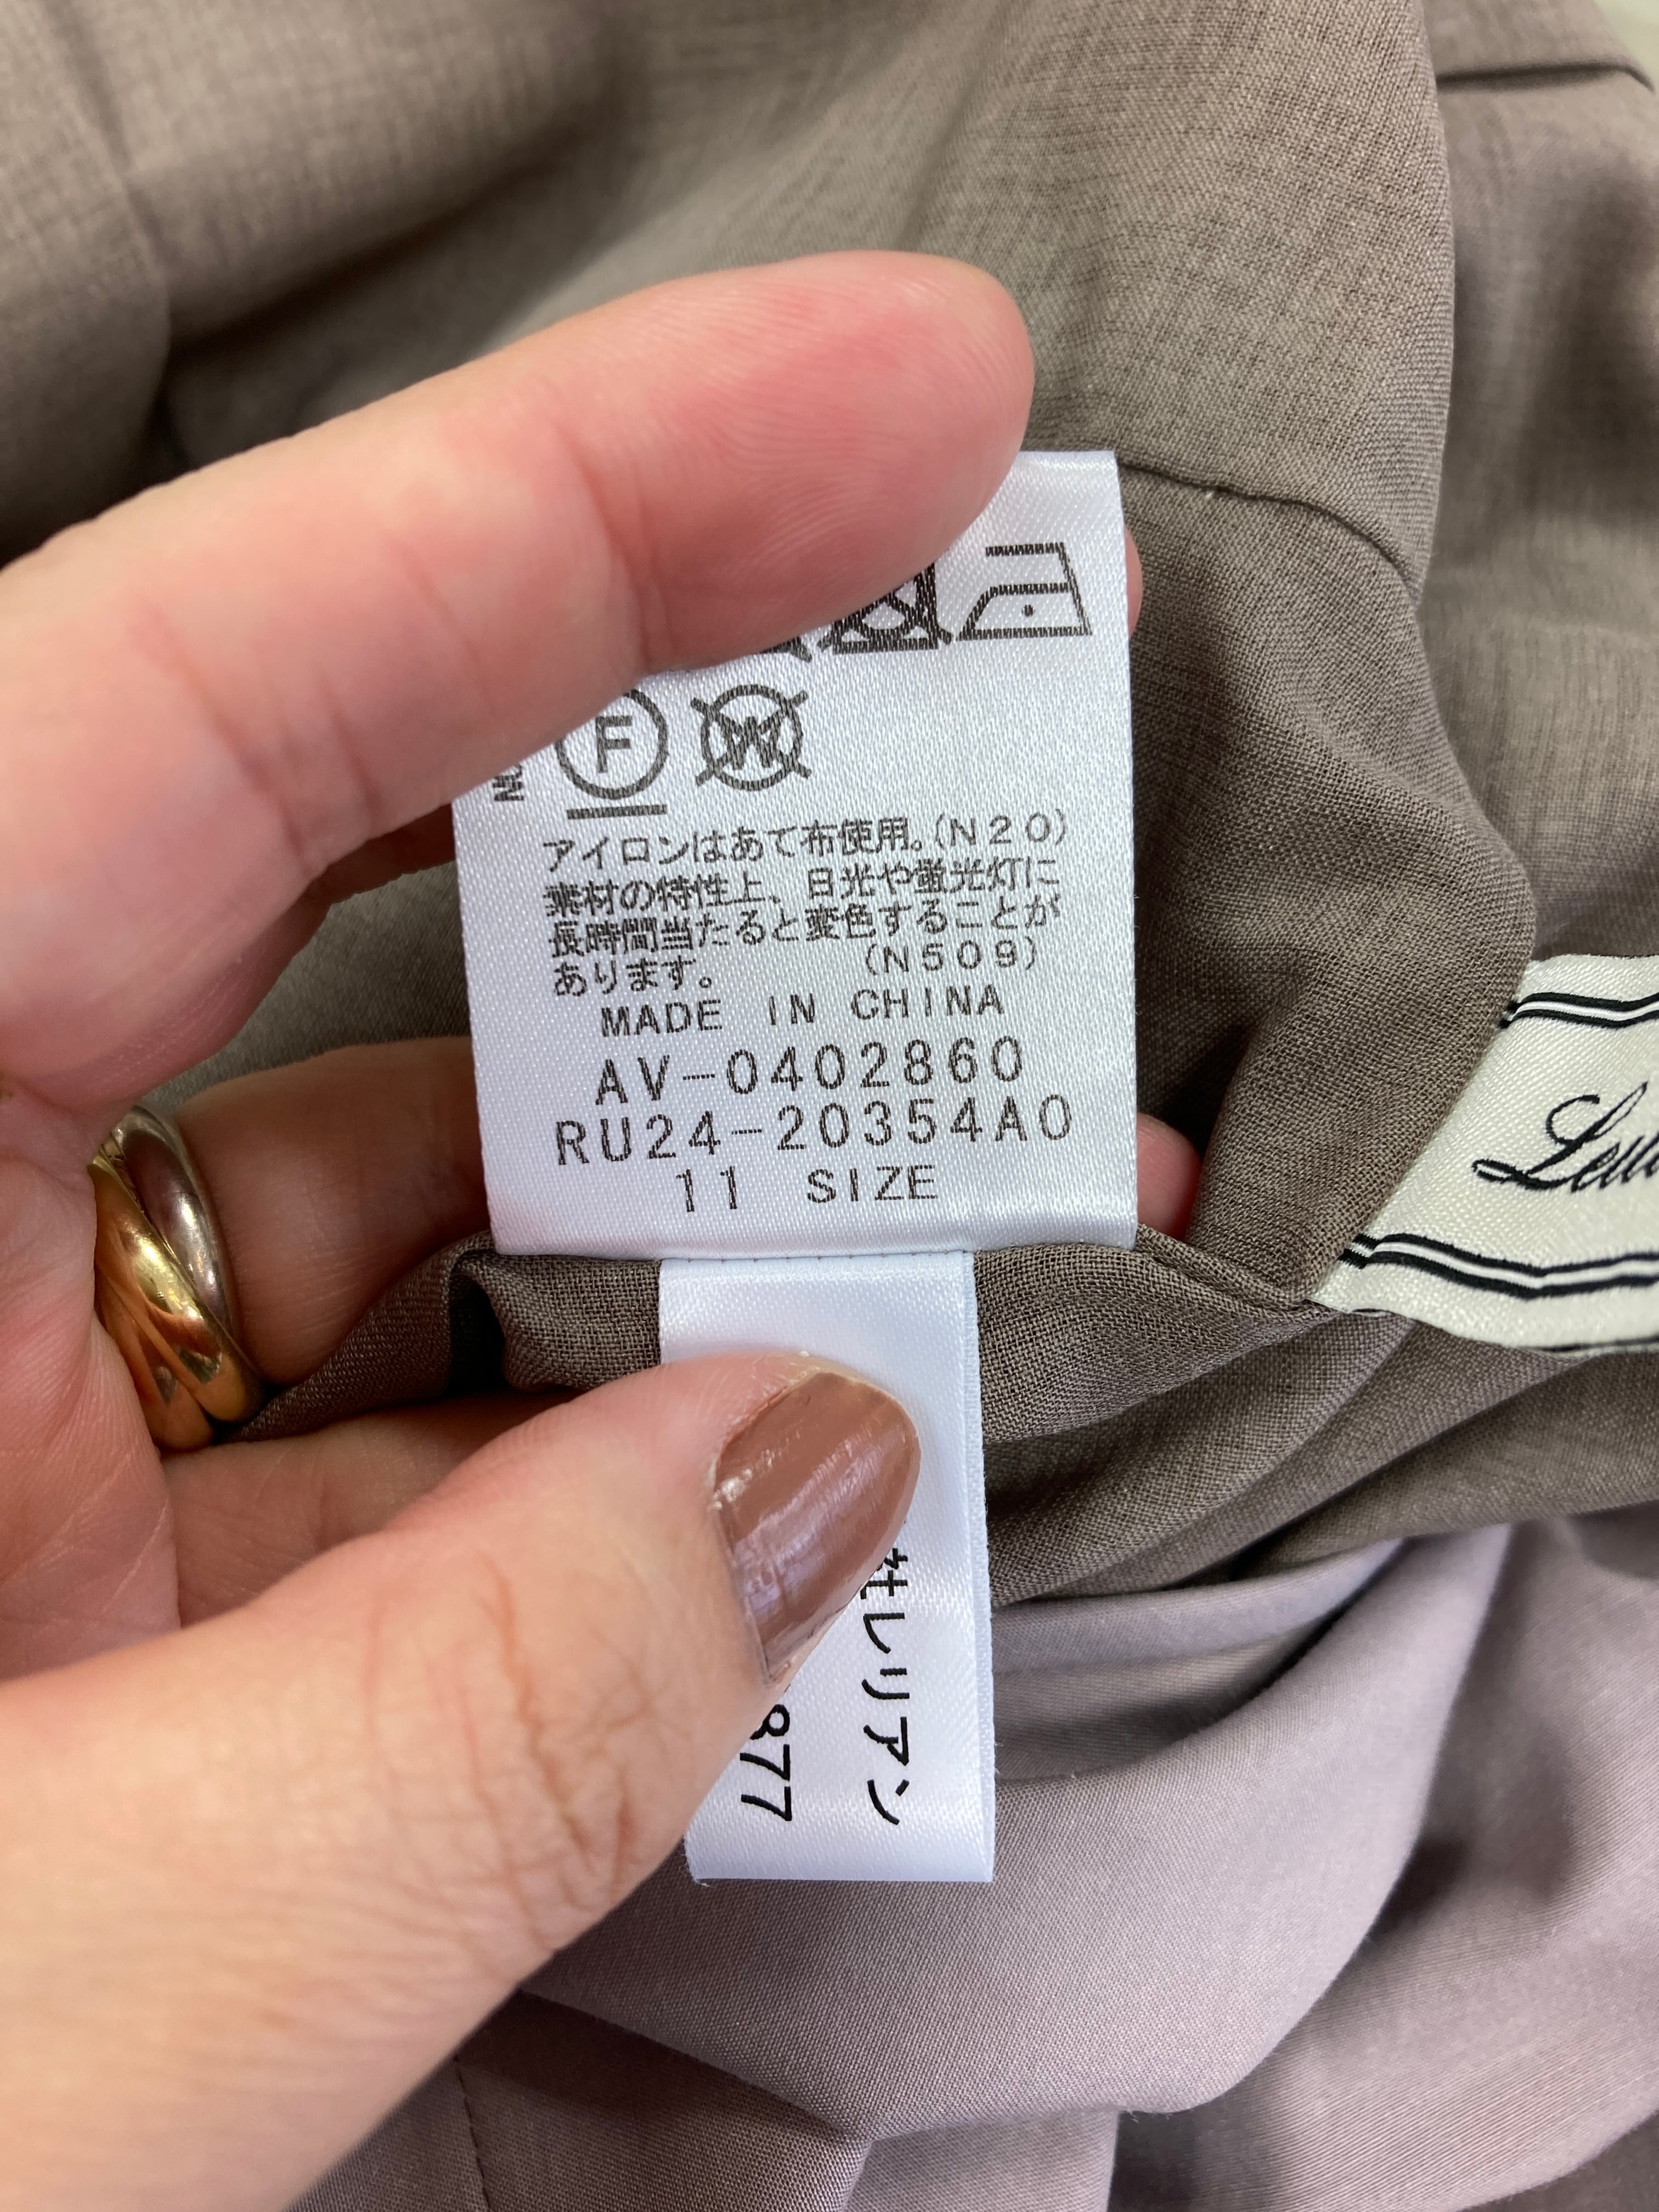 F
W
アイロンはあて布使用。(N20)
素材の特性上、日光や蛍光灯に
長時間当たると変色することが
あります。 (N509)
MADE IN CHINA
AV-0402860
RU24-20354A0
11 SIZE
社レリアン
877